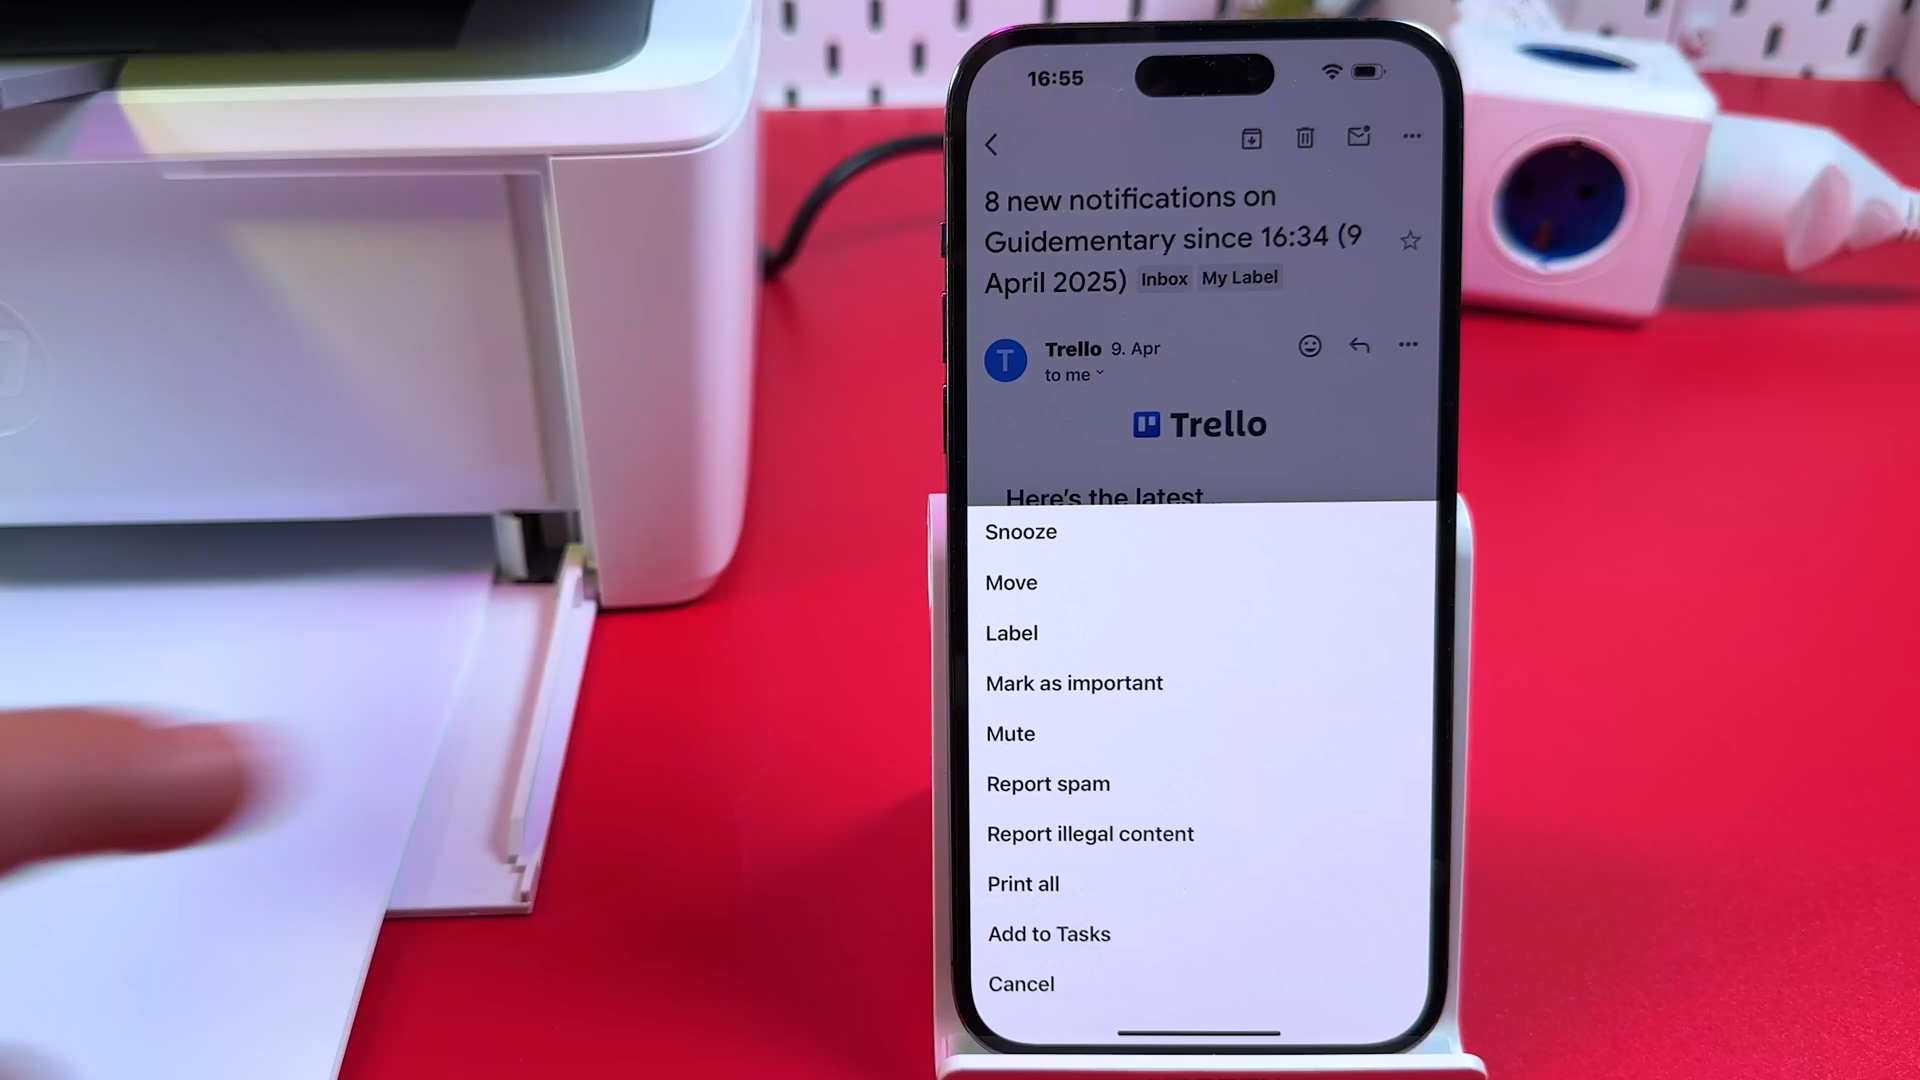 16:55
8 new notifications on
Guidementary since 16:34 (9
April 2025) Inbox My Label
T
Trello 9. Apr
to me
Trello
Here's the latest...
Snooze
Move
Label
Mark as important
Mute
Report spam
Report illegal content
Print all
Add to Tasks
Cancel